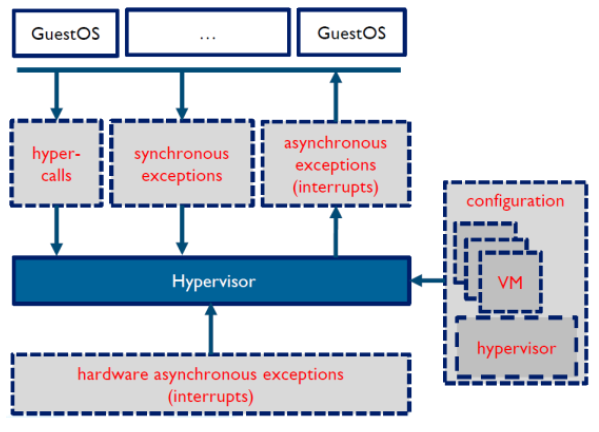 GuestOS
...
GuestOS
hyper-
calls
synchronous
exceptions
asynchronous
exceptions
(interrupts)
configuration
VM
Hypervisor
hypervisor
hardware asynchronous exceptions
(interrupts)